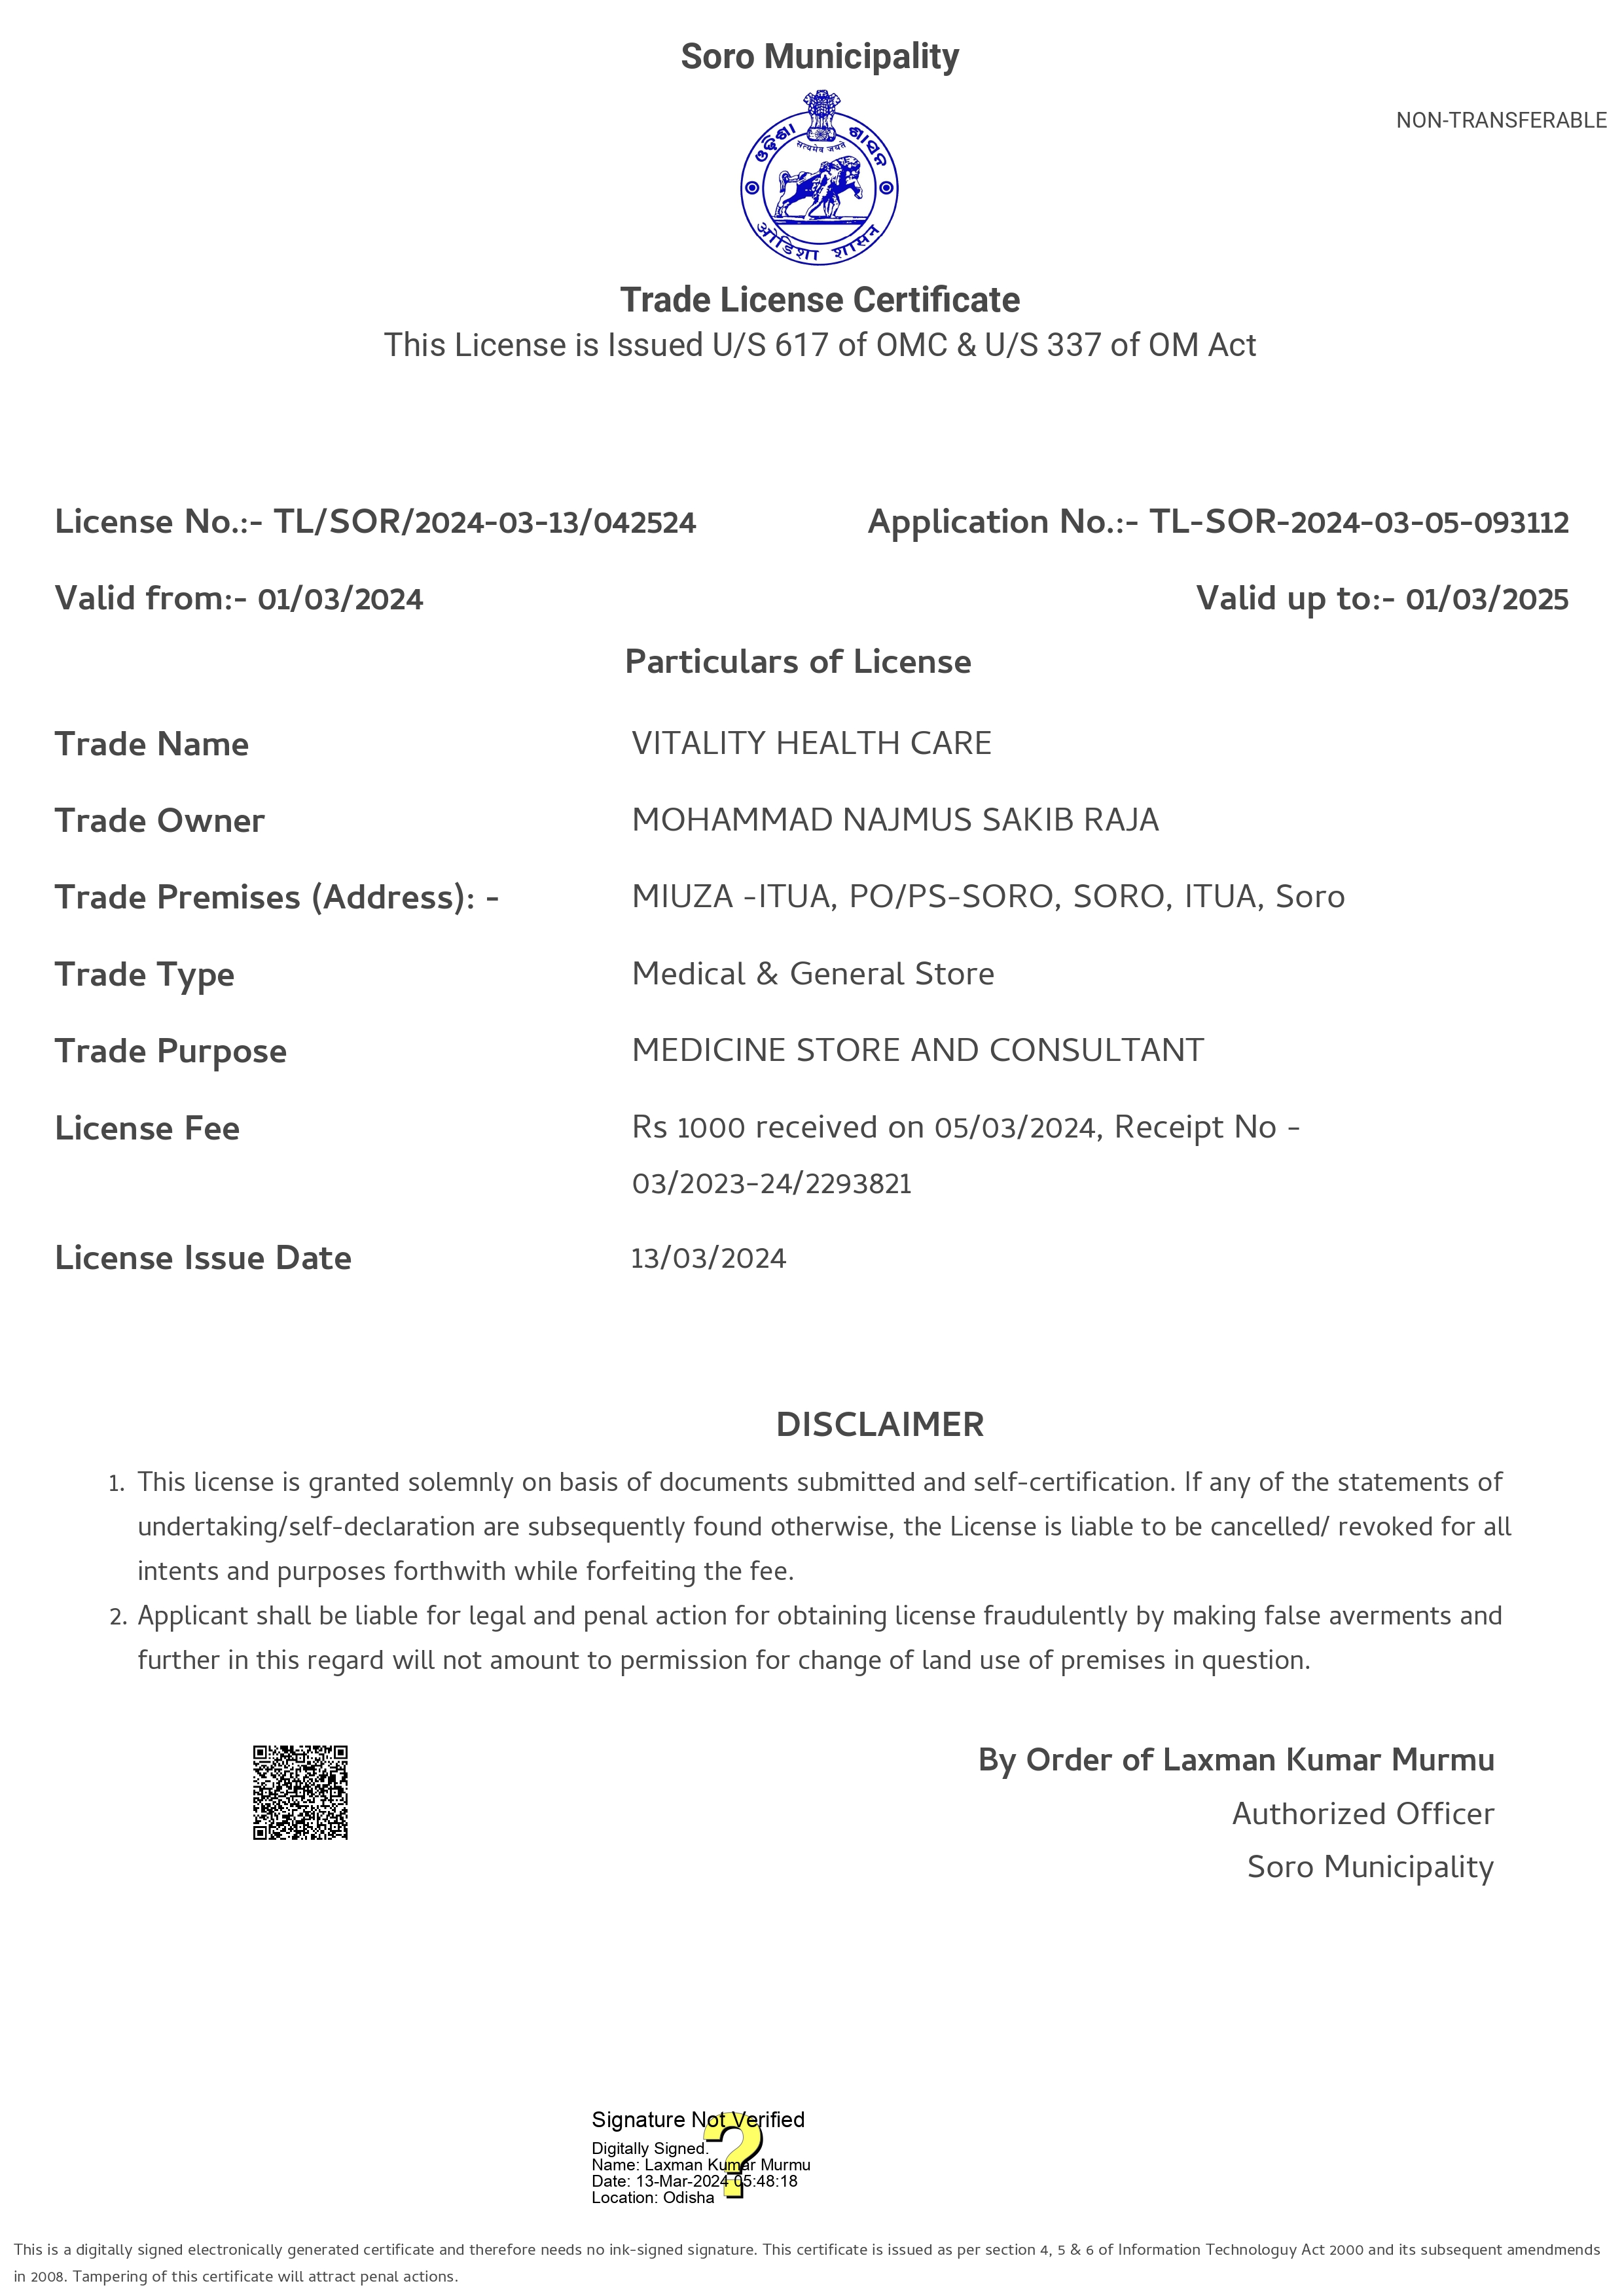 Soro Municipality
NON-TRANSFERABLE
ଓଡ଼ିଶା ଶାସନ
सत्यमेव जयते
ओडिशा शासन
Trade License Certificate
This License is Issued U/S 617 of OMC & U/S 337 of OM Act
License No.:- TL/SOR/2024-03-13/042524 Application No.:- TL-SOR-2024-03-05-093112
Valid from:- 01/03/2024 Valid up to:- 01/03/2025
Particulars of License
Trade Name VITALITY HEALTH CARE
Trade Owner MOHAMMAD NAJMUS SAKIB RAJA
Trade Premises (Address): - MIUZA -ITUA, PO/PS-SORO, SORO, ITUA, Soro
Trade Type Medical & General Store
Trade Purpose MEDICINE STORE AND CONSULTANT
License Fee Rs 1000 received on 05/03/2024, Receipt No -
03/2023-24/2293821
License Issue Date 13/03/2024
DISCLAIMER
1. This license is granted solemnly on basis of documents submitted and self-certification. If any of the statements of
undertaking/self-declaration are subsequently found otherwise, the License is liable to be cancelled/ revoked for all
intents and purposes forthwith while forfeiting the fee.
2. Applicant shall be liable for legal and penal action for obtaining license fraudulently by making false averments and
further in this regard will not amount to permission for change of land use of premises in question.
By Order of Laxman Kumar Murmu
Authorized Officer
Soro Municipality
Signature Not Verified
Digitally Signed.
Name: Laxman Kumar Murmu
Date: 13-Mar-2024 05:48:18
Location: Odisha
This is a digitally signed electronically generated certificate and therefore needs no ink-signed signature. This certificate is issued as per section 4, 5 & 6 of Information Technologuy Act 2000 and its subsequent amendmends
in 2008. Tampering of this certificate will attract penal actions.